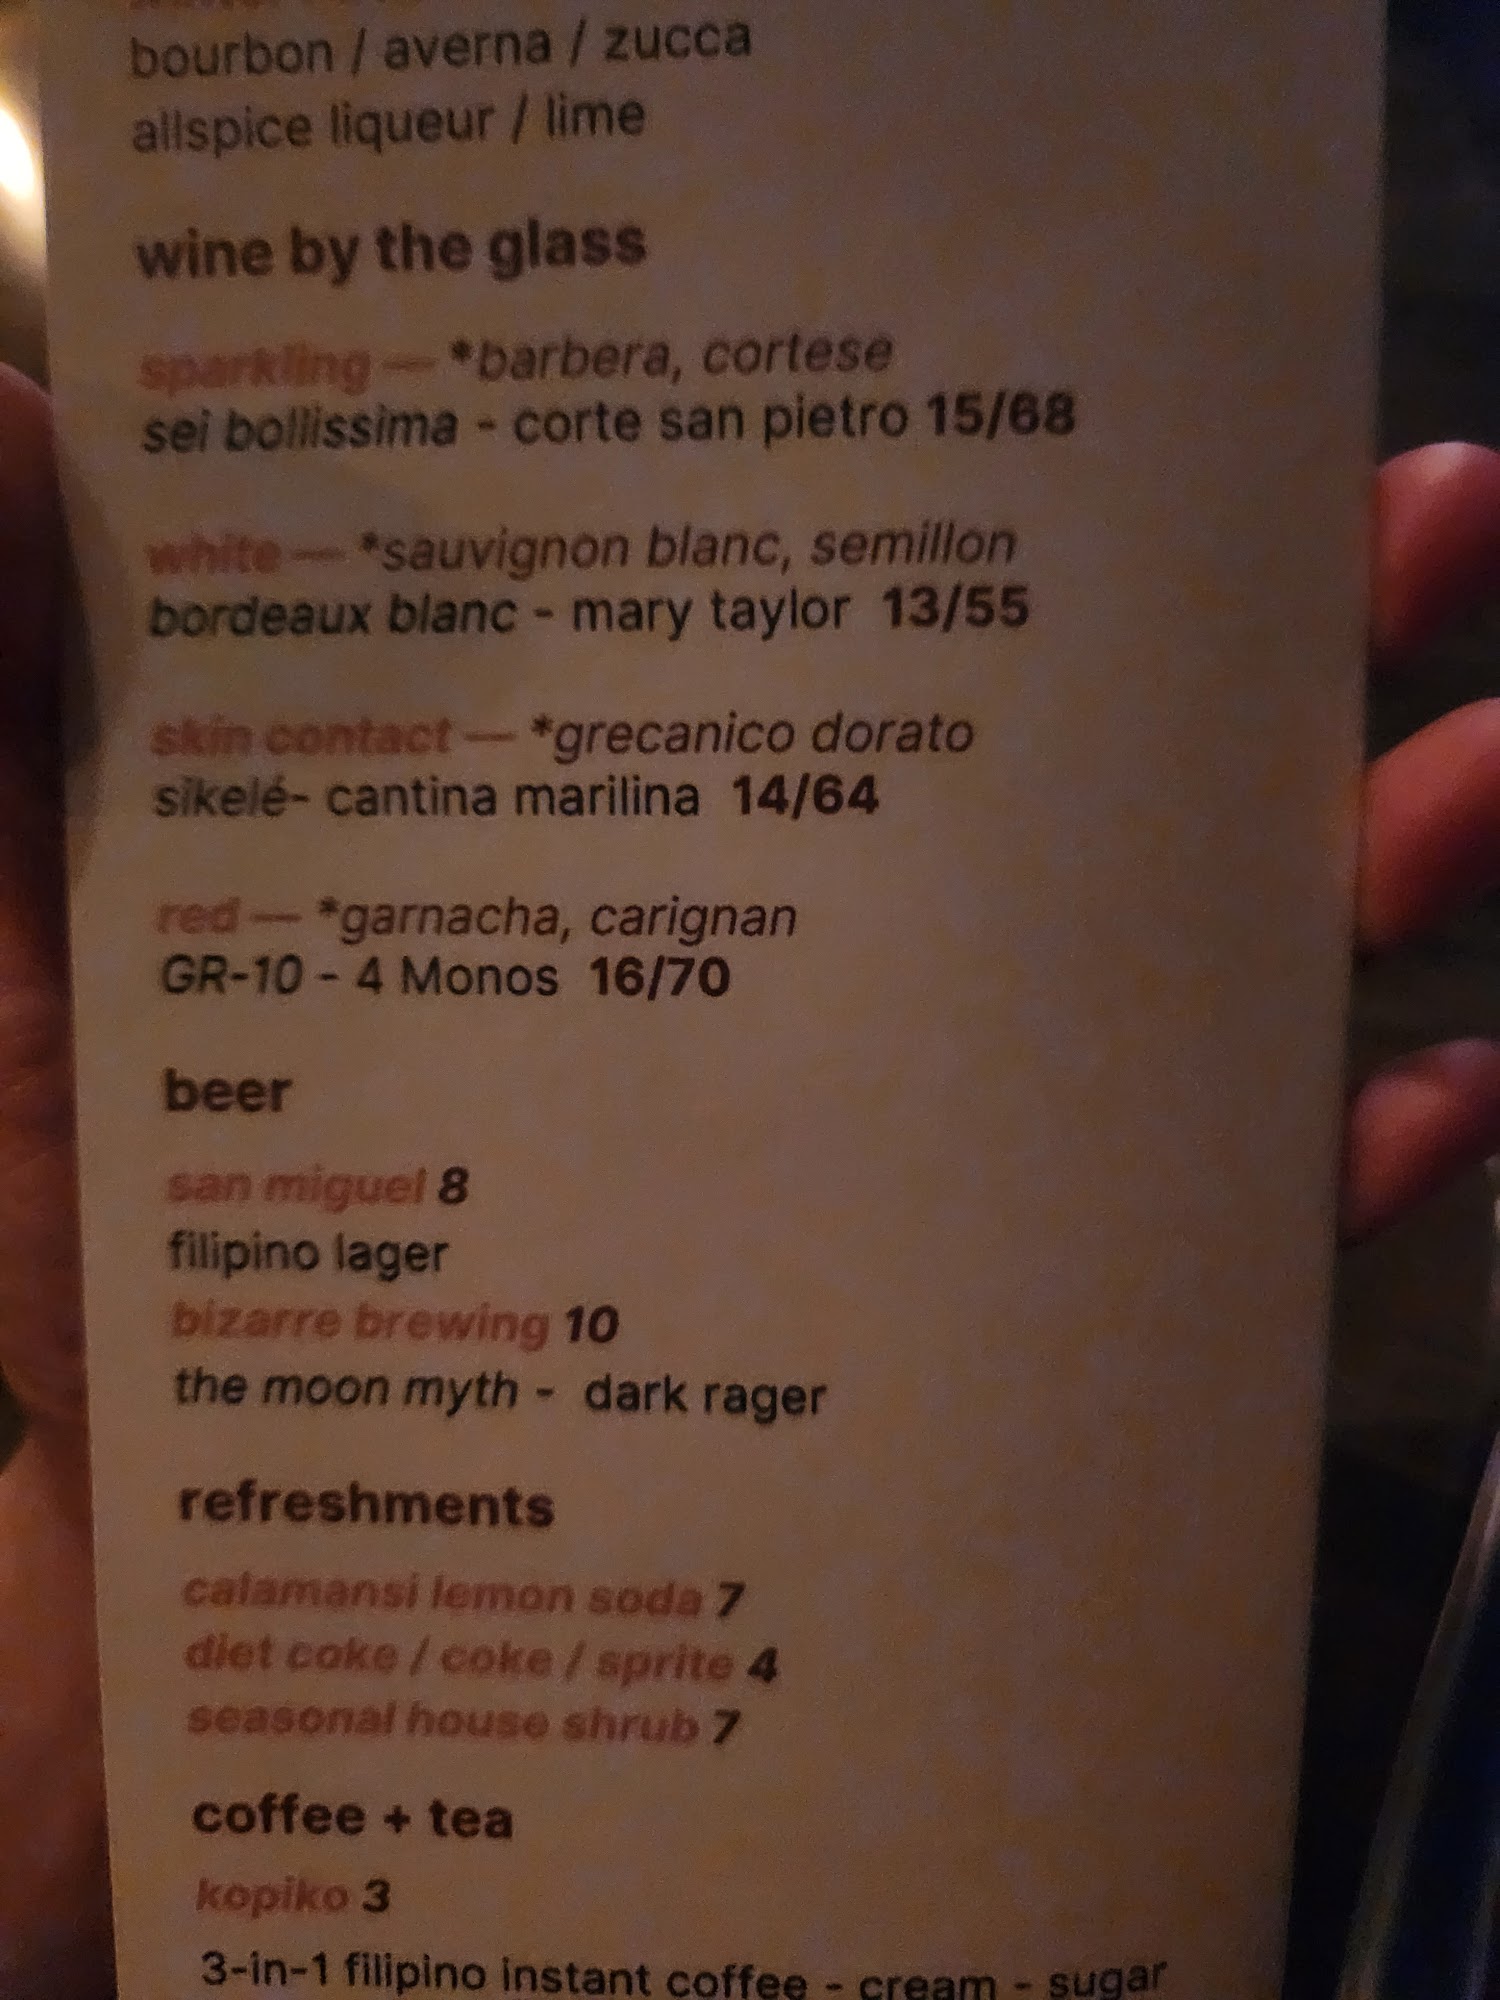 bourbon / averna / zucca
allspice liqueur / lime
wine by the glass
sparkling — *barbera, cortese
sei bollissima - corte san pietro 15/68
white — *sauvignon blanc, semillon
bordeaux blanc - mary taylor 13/55
skin contact — *grecanico dorato
sikelé- cantina marilina 14/64
red — *garnacha, carignan
GR-10 - 4 Monos 16/70
beer
san miguel 8
filipino lager
bizarre brewing 10
the moon myth - dark rager
refreshments
calamansi lemon soda 7
diet coke / coke / sprite 4
seasonal house shrub 7
coffee + tea
kopiko 3
3-in-1 filipino instant coffee - cream - sugar